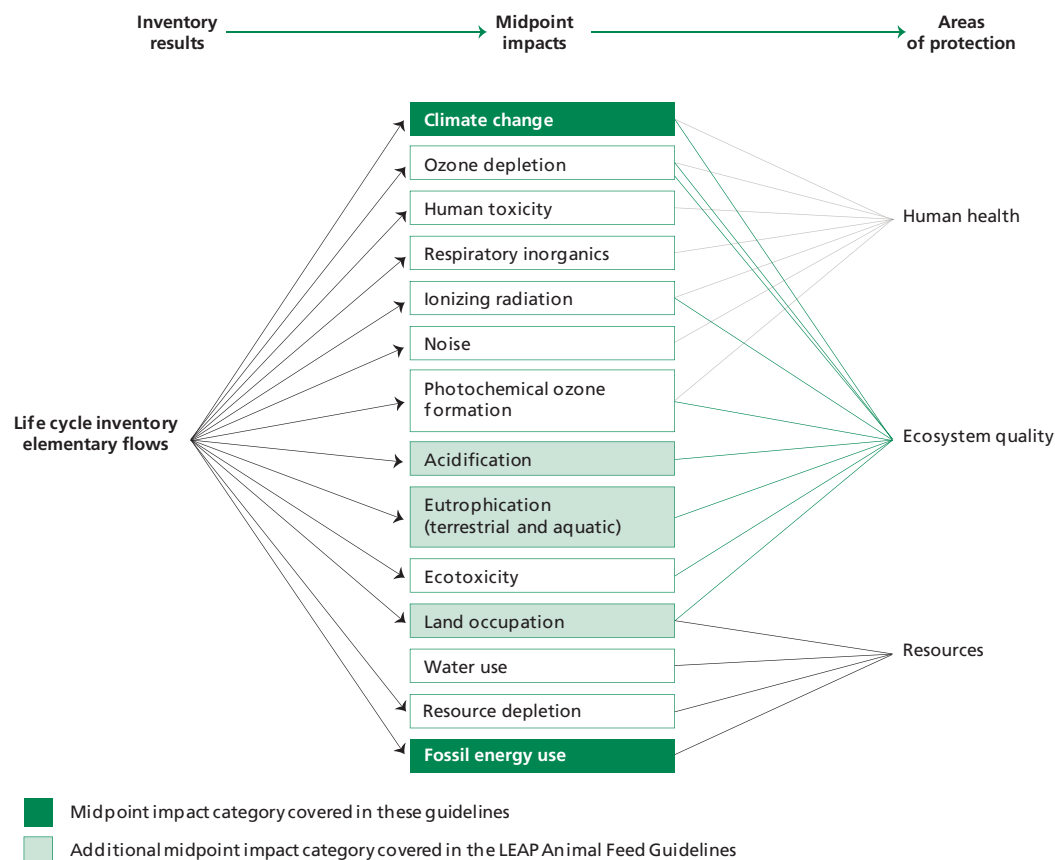 Inventory
results
Midpoint
impacts
Areas
of protection
Climate change
Ozone depletion
Human toxicity
Respiratory inorganics
Ionizing radiation
Noise
Photochemical ozone
formation
Acidification
Eutrophication
(terrestrial and aquatic)
Ecotoxicity
Land occupation
Water use
Resource depletion
Fossil energy use
Life cycle inventory
elementary flows
Human health
Ecosystem quality
Resources
Midpoint impact category covered in these guidelines
Additional midpoint impact category covered in the LEAP Animal Feed Guidelines